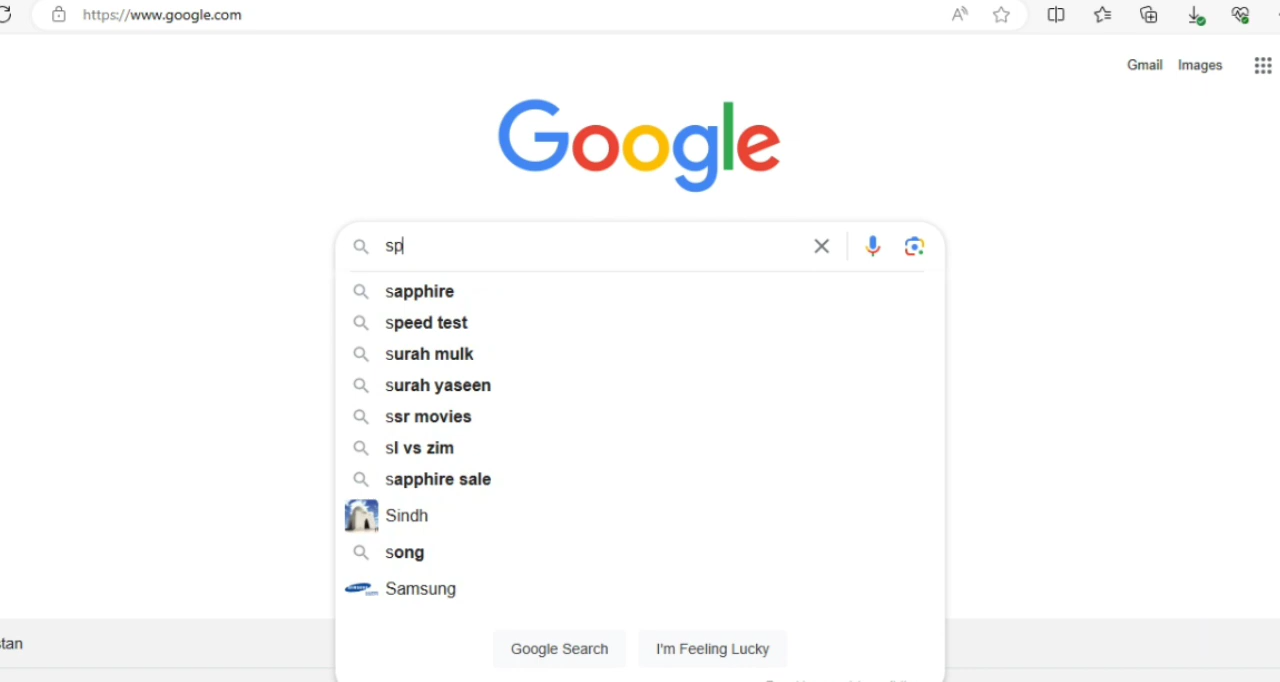 https://www.google.com
Gmail Images
Google
sp
sapphire
speed test
surah mulk
surah yaseen
ssr movies
sl vs zim
sapphire sale
Sindh
song
Samsung
Google Search I'm Feeling Lucky
stan